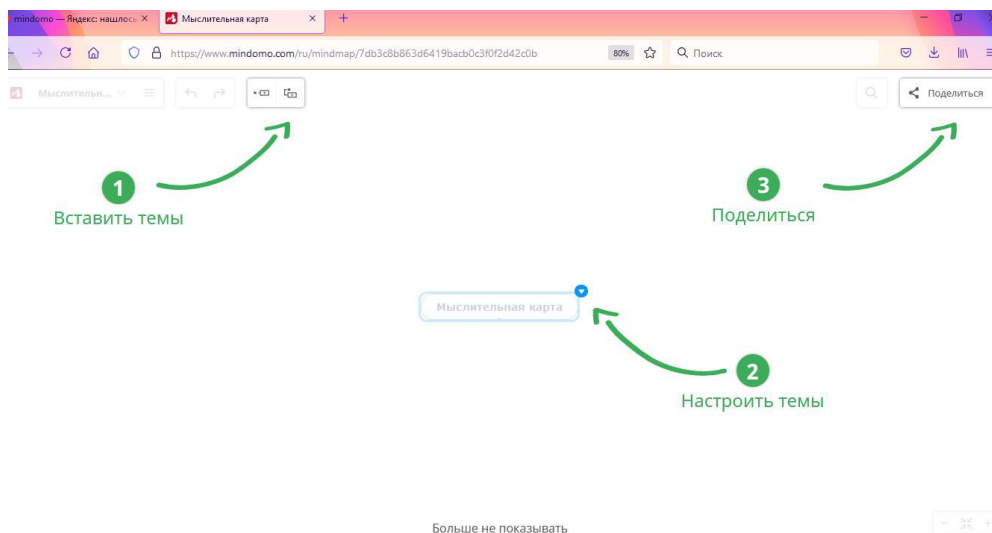 mindomo — Яндекс: нашлось
Мыслительная карта
https://www.mindomo.com/ru/mindmap/7db3c8b863d6419bacb0c3f0f2d42c0b
80%
Поиск
Мыслительн...
Поделиться
1
Вставить темы
3
Поделиться
Мыслительная карта
2
Настроить темы
Больше не показывать